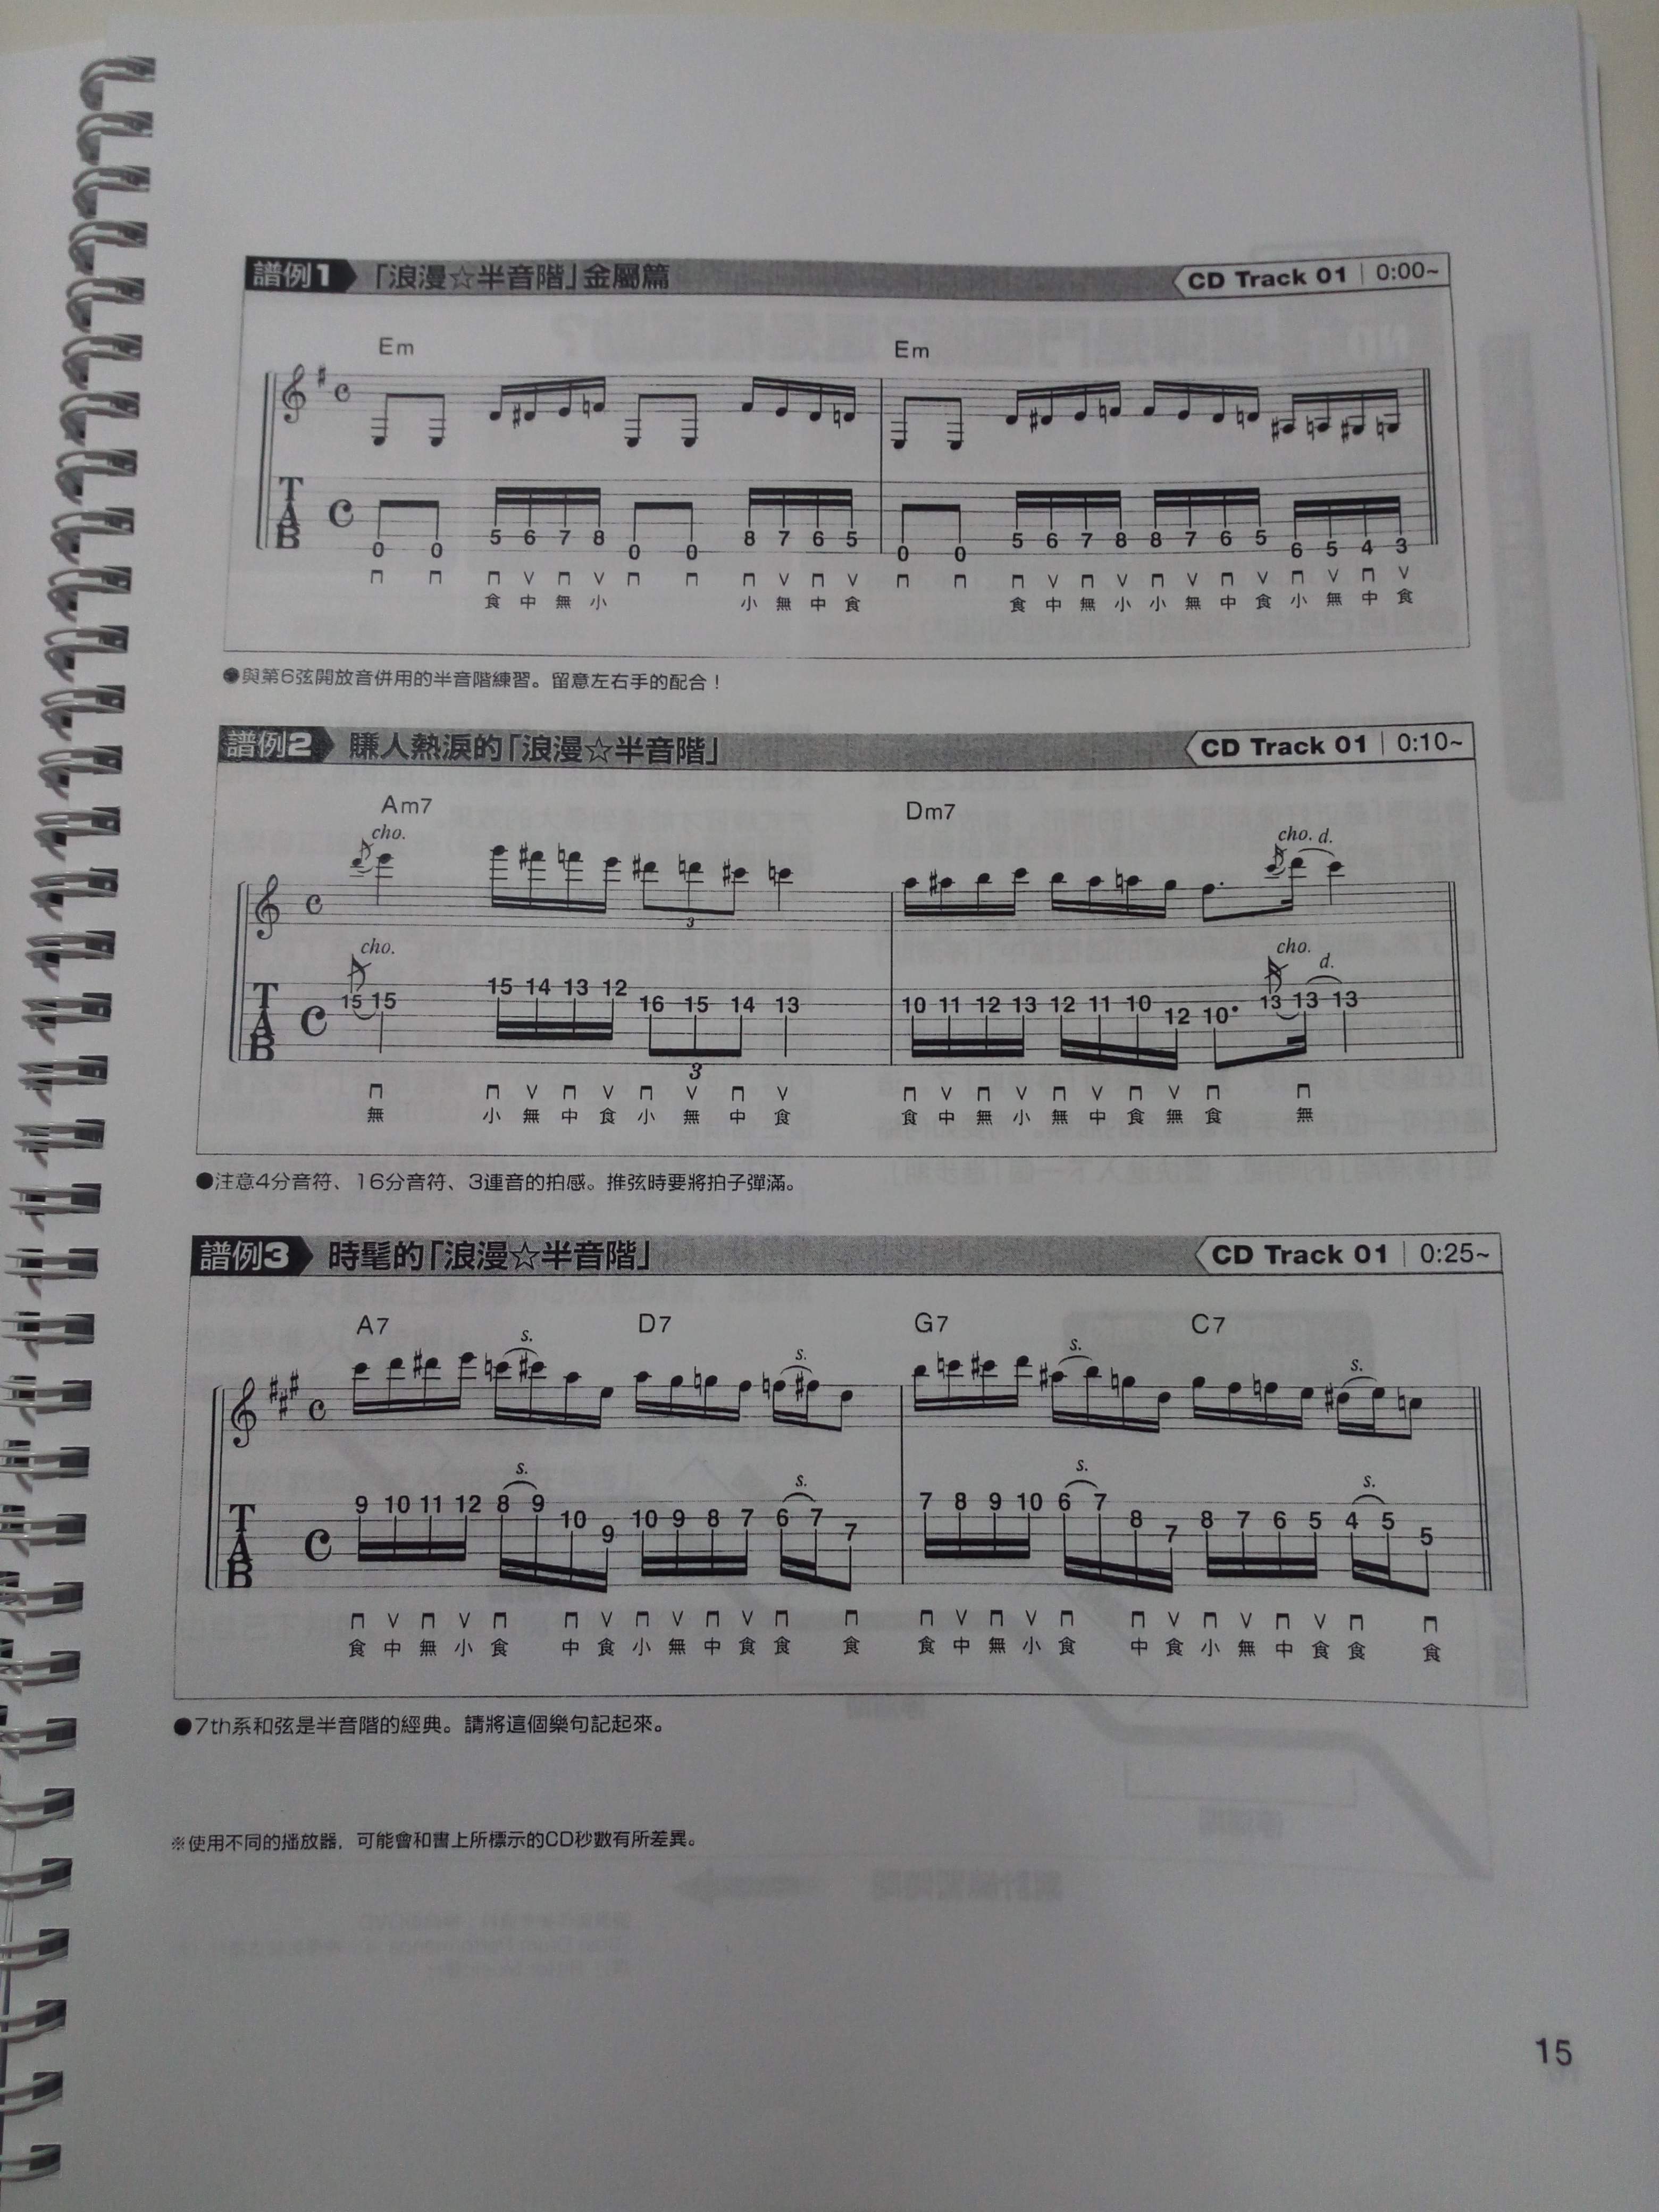 譜例1 「浪漫☆半音階」金屬篇 CD Track 01 | 0:00~
Em Em
T A B
0 0 5 6 7 8 0 0 8 7 6 5 0 0 5 6 7 8 8 7 6 5 6 5 4 3
食 中 無 小 小 無 中 食 食 中 無 小 小 無 中 食 小 無 中 食
●與第6弦開放音併用的半音階練習。留意左右手的配合！
譜例2 賺人熱淚的「浪漫☆半音階」 CD Track 01 | 0:10~
Am7 Dm7
cho. cho. d.
3
cho. cho. d.
T A B
15 15 15 14 13 12 16 15 14 13 10 11 12 13 12 11 10 12 10 13 13 13
3
無 小 無 中 食 小 無 中 食 食 中 無 小 無 中 食 無 食 無
●注意4分音符、16分音符、3連音的拍感。推弦時要將拍子彈滿。
譜例3 時髦的「浪漫☆半音階」 CD Track 01 | 0:25~
A7 D7 G7 C7
s. s. s. s.
s. s. s. s.
T A B
9 10 11 12 8 9 10 9 10 9 8 7 6 7 7 7 8 9 10 6 7 8 7 8 7 6 5 4 5 5
食 中 無 小 食 中 食 小 無 中 食 食 食 食 中 無 小 食 中 食 小 無 中 食 食 食
●7th系和弦是半音階的經典。請將這個樂句記起來。
※使用不同的播放器，可能會和書上所標示的CD秒數有所差異。
15